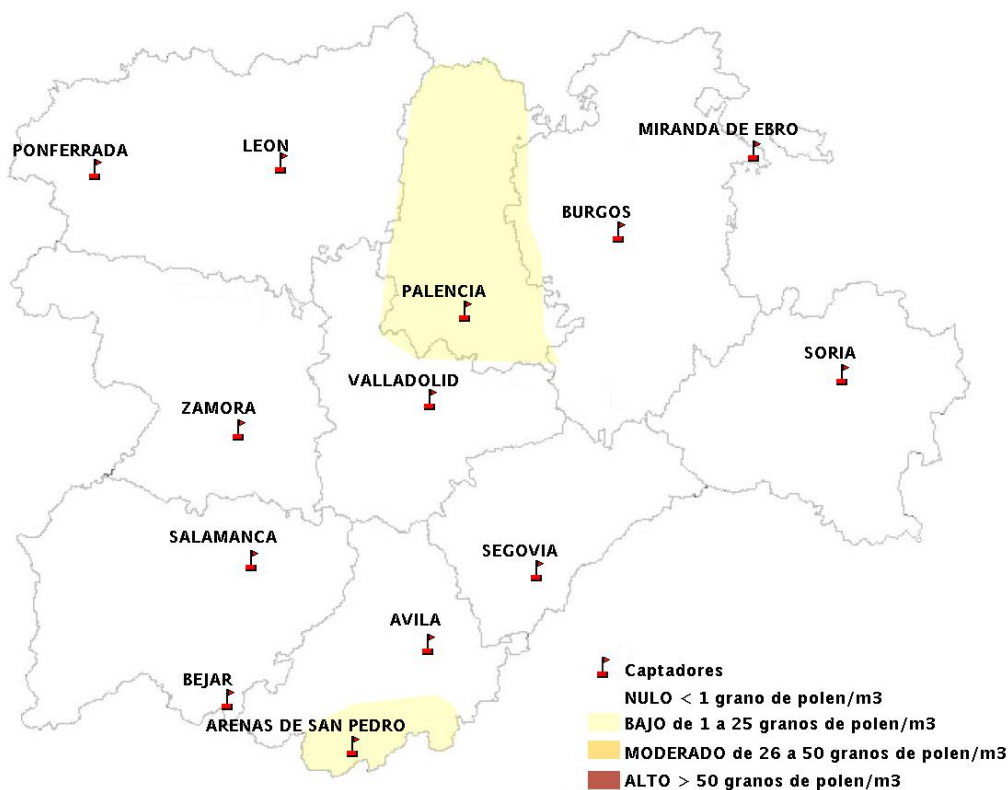 MIRANDA DE EBRO
PONFERRADA
LEON
BURGOS
PALENCIA
SORIA
VALLADOLID
ZAMORA
SALAMANCA
SEGOVIA
AVILA
BEJAR
ARENAS DE SAN PEDRO
Captadores
NULO < 1 grano de polen/m3
BAJO de 1 a 25 granos de polen/m3
MODERADO de 26 a 50 granos de polen/m3
ALTO > 50 granos de polen/m3